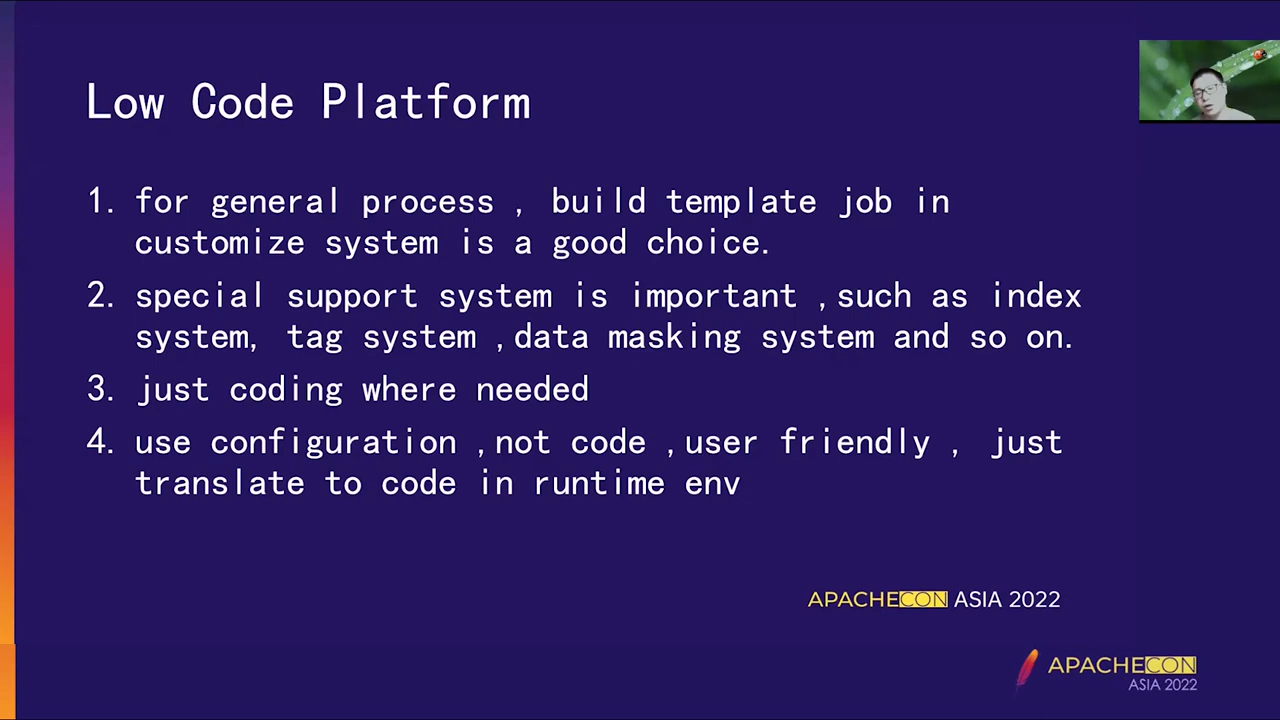 Low Code Platform
1. for general process , build template job in
customize system is a good choice.
2. special support system is important ,such as index
system, tag system ,data masking system and so on.
3. just coding where needed
4. use configuration ,not code ,user friendly , just
translate to code in runtime env
APACHECON ASIA 2022
APACHECON
ASIA 2022